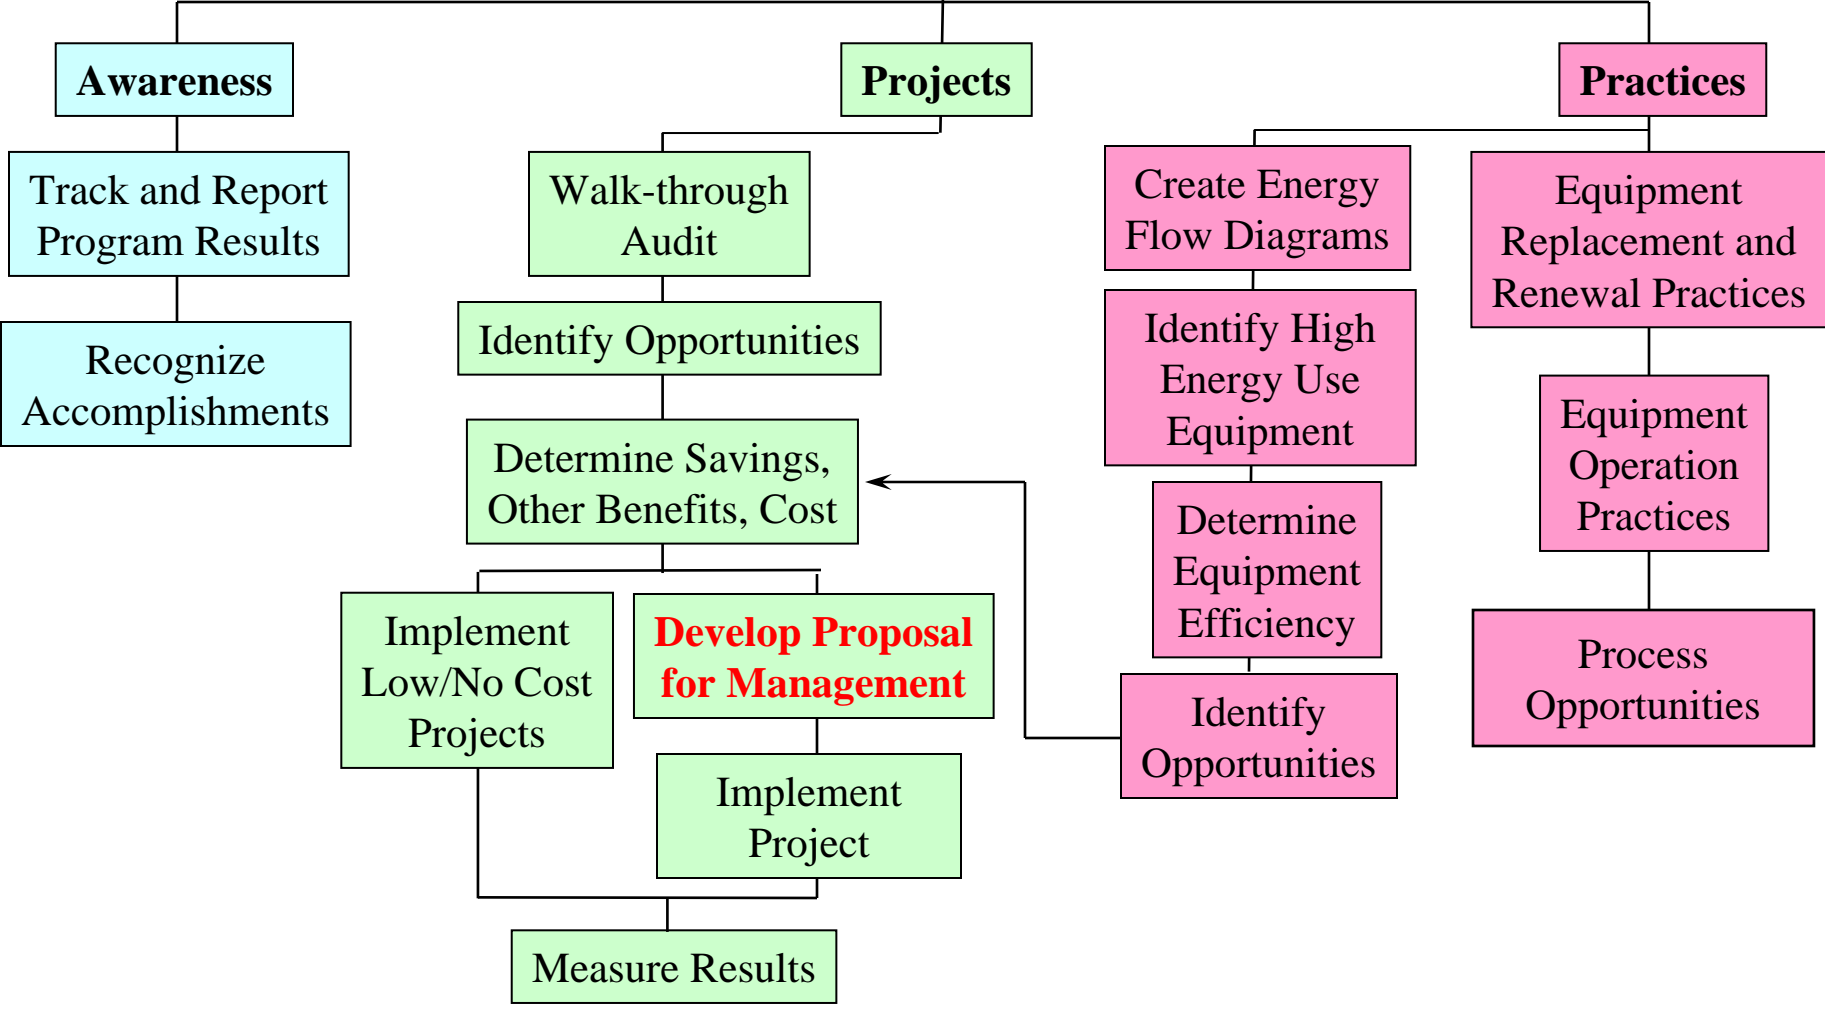 Awareness
Projects
Practices
Track and Report
Program Results
Recognize
Accomplishments
Walk-through
Audit
Identify Opportunities
Determine Savings,
Other Benefits, Cost
Implement
Low/No Cost
Projects
Develop Proposal
for Management
Implement
Project
Measure Results
Create Energy
Flow Diagrams
Identify High
Energy Use
Equipment
Determine
Equipment
Efficiency
Identify
Opportunities
Equipment
Replacement and
Renewal Practices
Equipment
Operation
Practices
Process
Opportunities